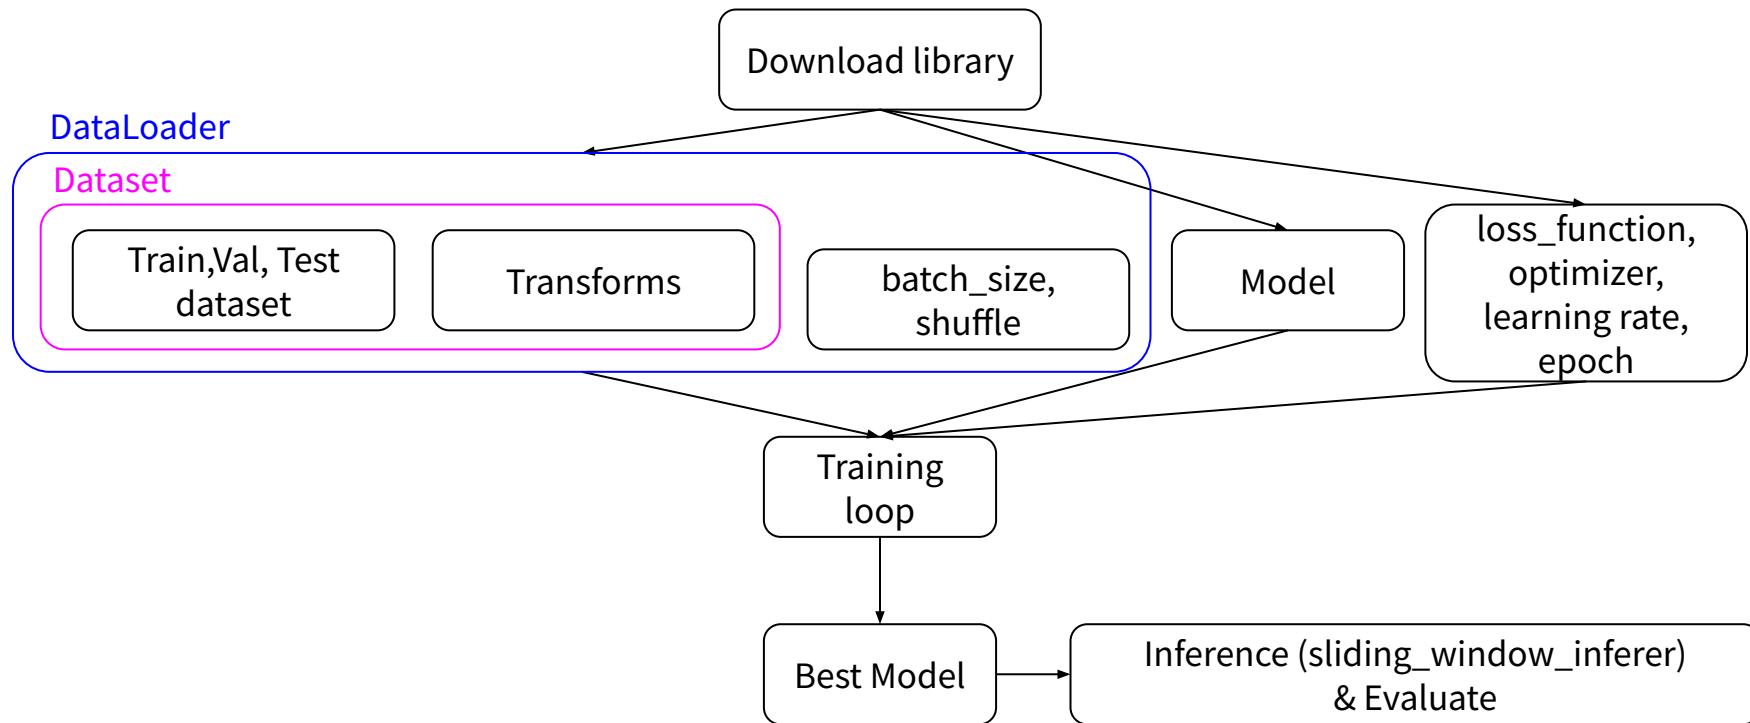 Download library
DataLoader
Dataset
Train,Val, Test
dataset
Transforms
batch_size,
shuffle
Model
loss_function,
optimizer,
learning rate,
epoch
Training
loop
Best Model
Inference (sliding_window_inferer)
& Evaluate